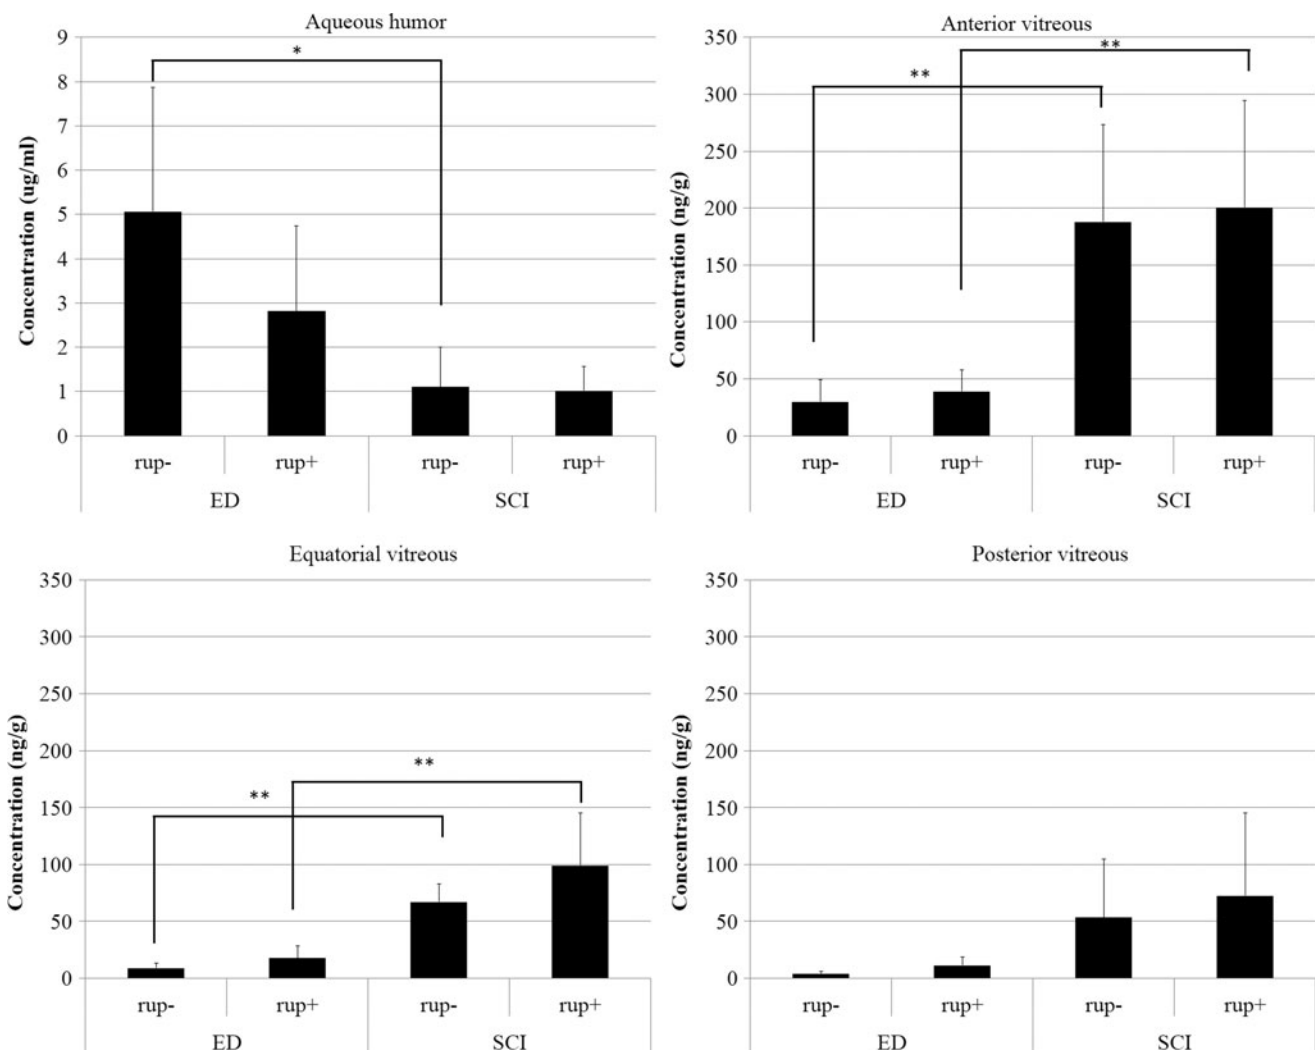 Aqueous humor
Concentration (ug/ml)
9
8
7
6
5
4
3
2
1
0
*
rup- rup+ rup- rup+
ED SCI
Anterior vitreous
Concentration (ng/g)
350
300
250
200
150
100
50
0
**
**
rup- rup+ rup- rup+
ED SCI
Equatorial vitreous
Concentration (ng/g)
350
300
250
200
150
100
50
0
**
**
rup- rup+ rup- rup+
ED SCI
Posterior vitreous
Concentration (ng/g)
350
300
250
200
150
100
50
0
rup- rup+ rup- rup+
ED SCI